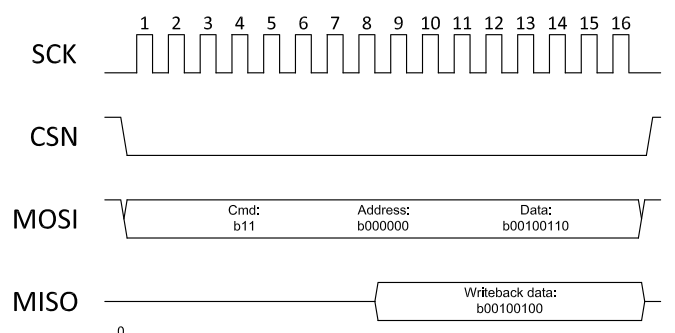 1 2 3 4 5 6 7 8 9 10 11 12 13 14 15 16
SCK
CSN
MOSI
Cmd: Address: Data:
b11 b000000 b00100110
MISO
Writeback data:
b00100100
0